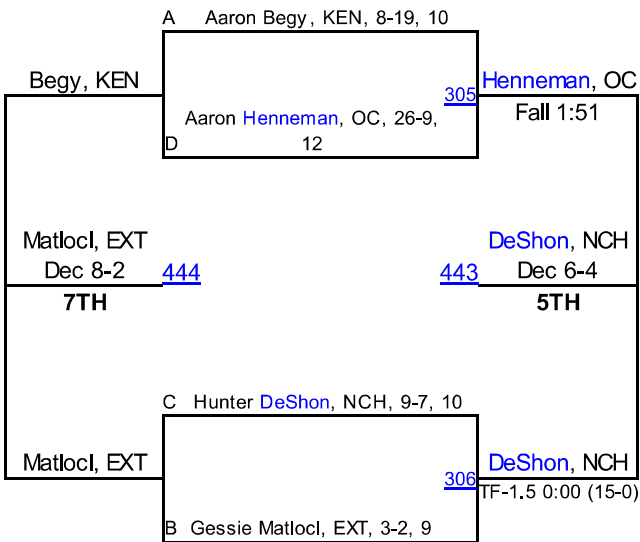 A Aaron Begy, KEN, 8-19, 10
Begy, KEN
305
Henneman, OC
Fall 1:51
Aaron Henneman, OC, 26-9,
D 12
Matlocl, EXT
Dec 8-2
444
7TH
DeShon, NCH
443
Dec 6-4
5TH
C Hunter DeShon, NCH, 9-7, 10
Matlocl, EXT
306
DeShon, NCH
TF-1.5 0:00 (15-0)
B Gessie Matlocl, EXT, 3-2, 9